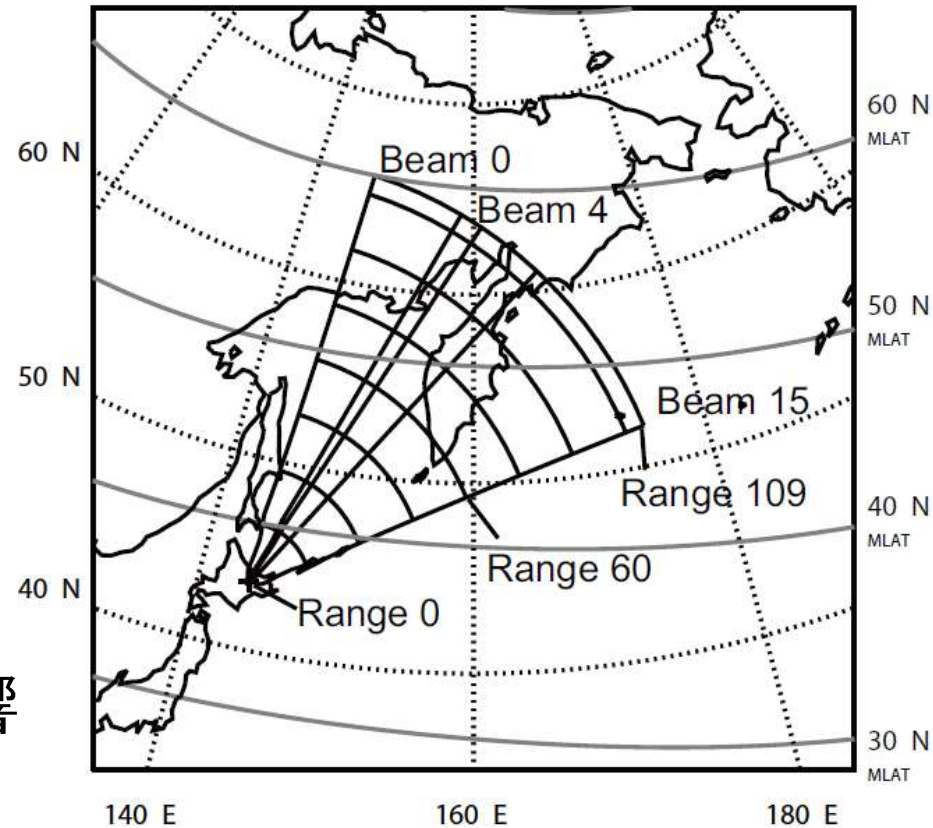 60 N
MLAT
60 N
Beam 0
Beam 4
50 N
MLAT
50 N
Beam 15
Range 109
40 N
MLAT
Range 60
40 N
Range 0
30 N
MLAT
140 E
160 E
180 E